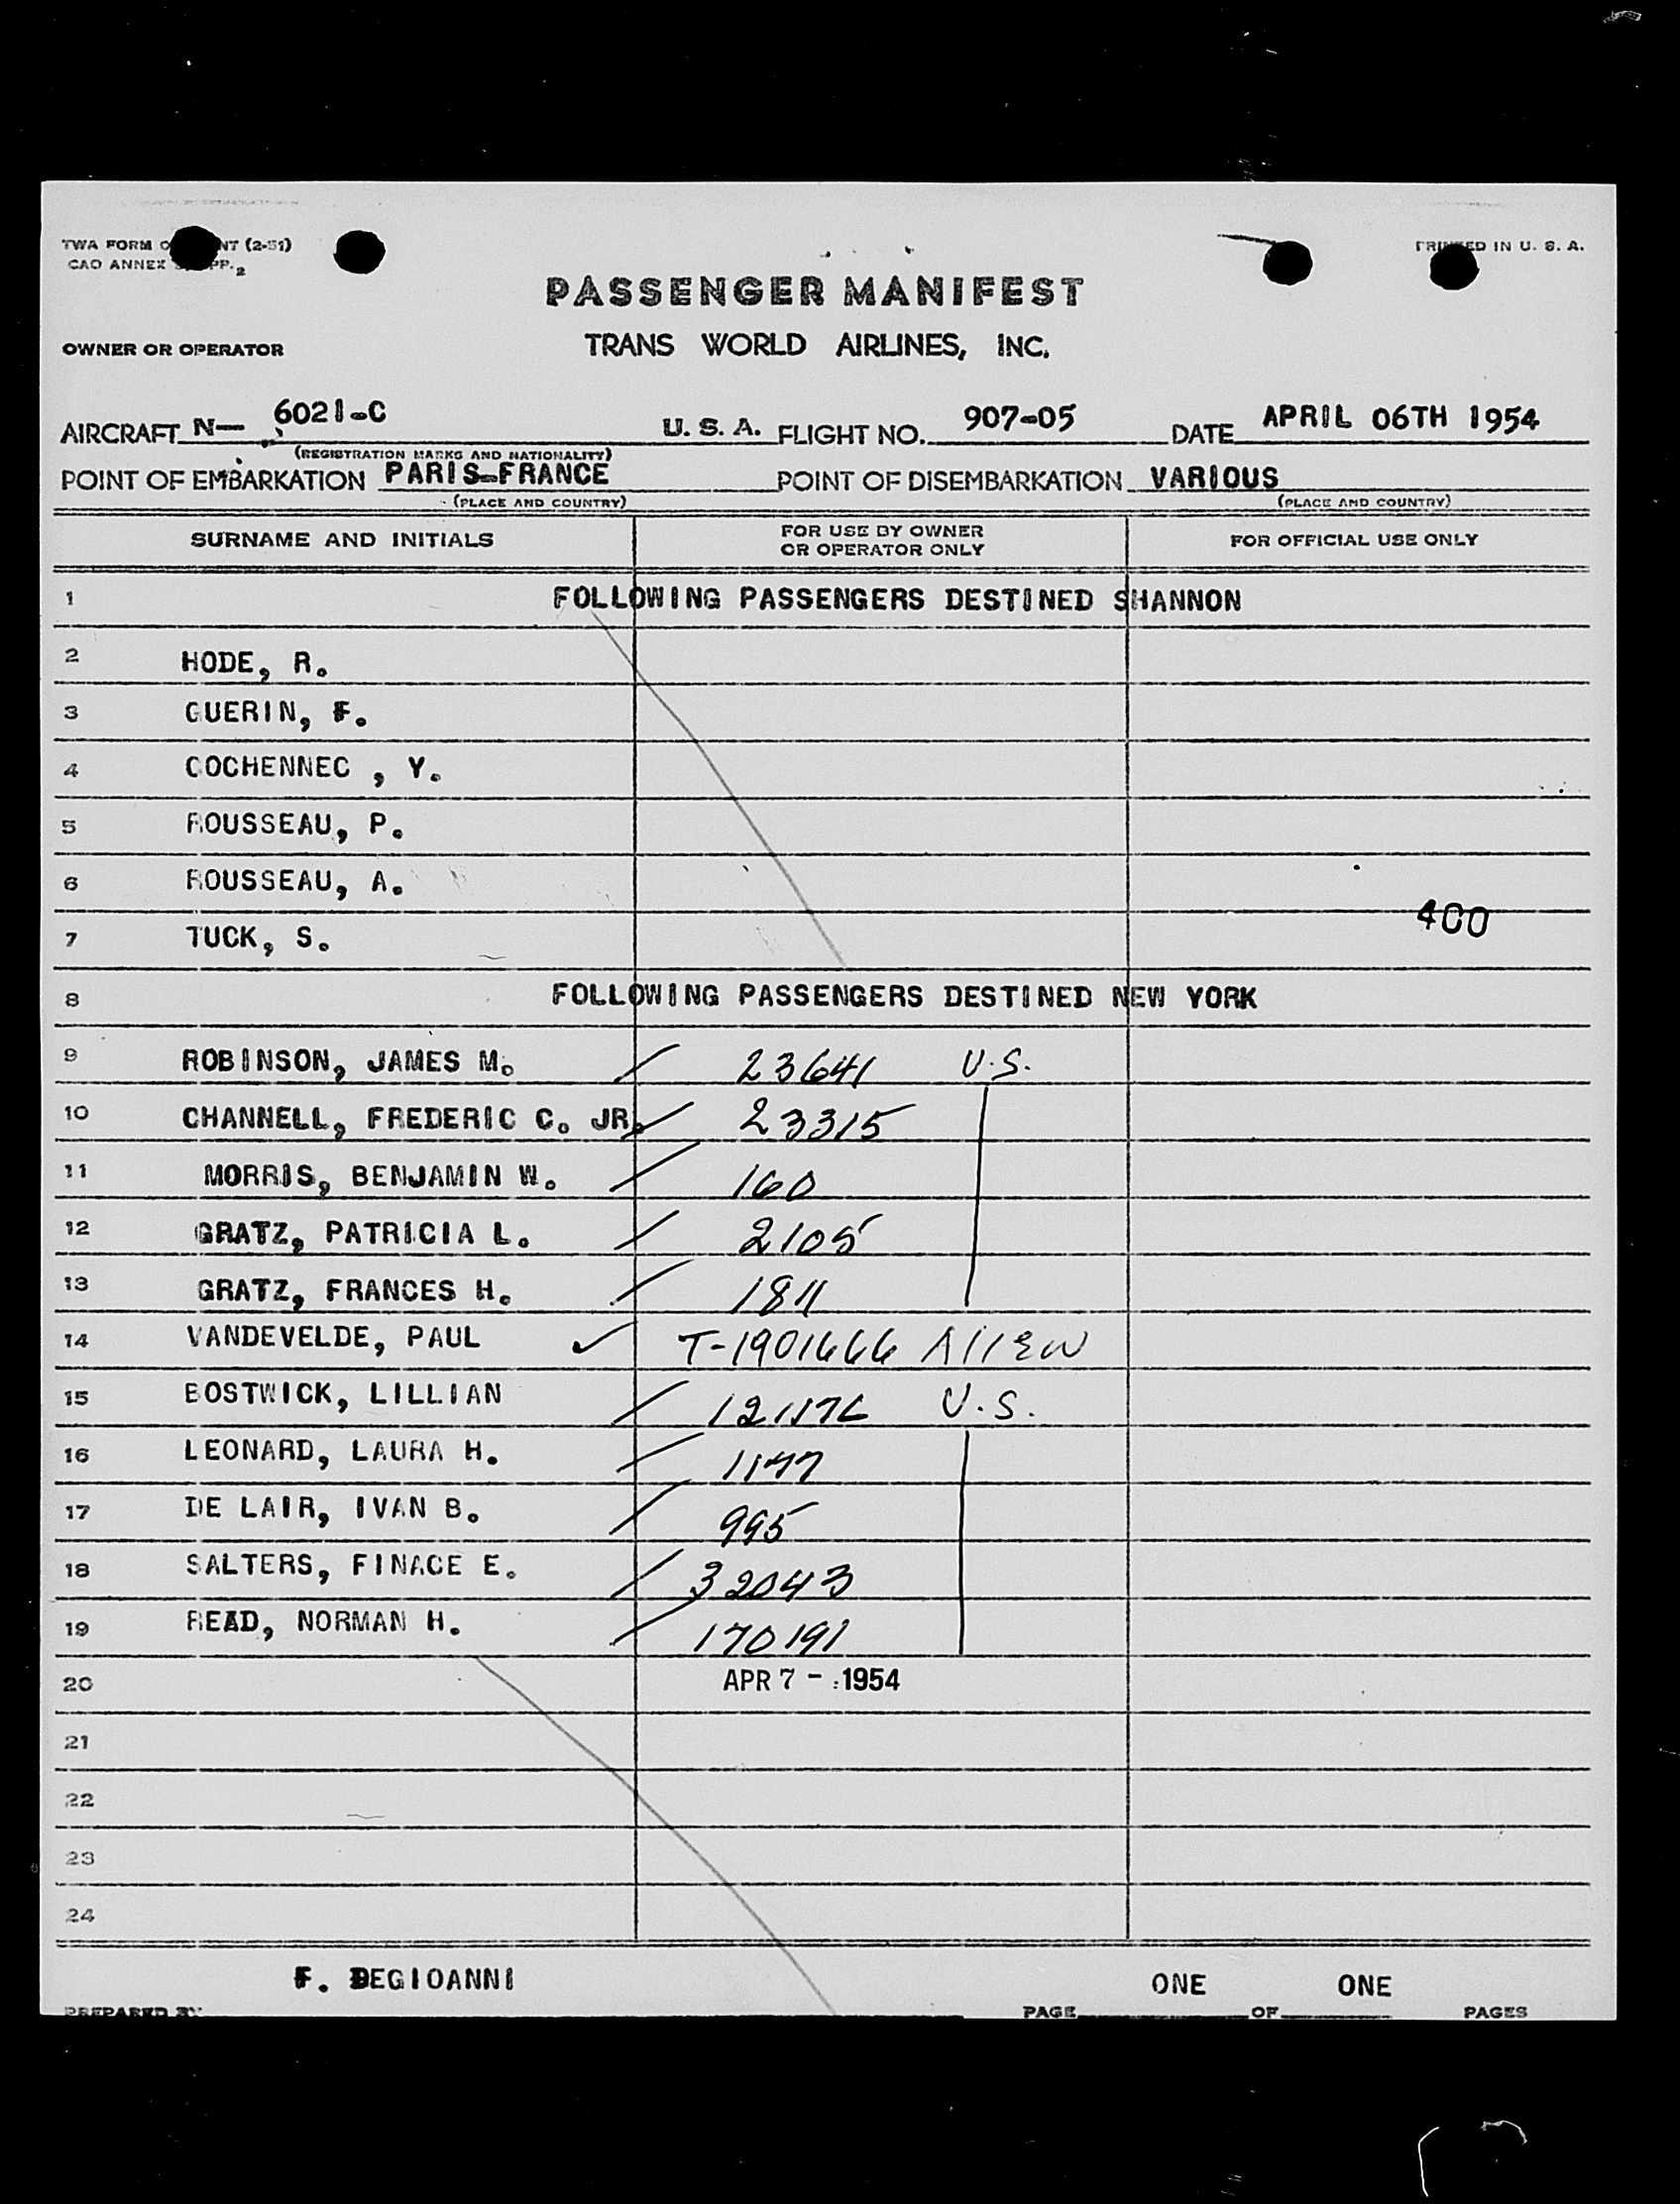 TWA FORM O NT (2-51)
CAO ANNEX PP. 2
PRINTED IN U. S. A.
PASSENGER MANIFEST
OWNER OR OPERATOR TRANS WORLD AIRLINES, INC.
AIRCRAFT N— 6021-C U. S. A. FLIGHT NO. 907-05 DATE APRIL 06TH 1954
(REGISTRATION MARKS AND NATIONALITY)
POINT OF EMBARKATION PARIS-FRANCE POINT OF DISEMBARKATION VARIOUS
(PLACE AND COUNTRY) (PLACE AND COUNTRY)
SURNAME AND INITIALS FOR USE BY OWNER OR OPERATOR ONLY FOR OFFICIAL USE ONLY
1 FOLLOWING PASSENGERS DESTINED SHANNON
2 HODE, R.
3 GUERIN, F.
4 COCHENNEC , Y.
5 ROUSSEAU, P.
6 ROUSSEAU, A.
400
7 TUCK, S.
8 FOLLOWING PASSENGERS DESTINED NEW YORK
9 ROBINSON, JAMES M. 23641 U.S.
10 CHANNELL, FREDERIC C. JR. 23315
11 MORRIS, BENJAMIN W. 160
12 GRATZ, PATRICIA L. 2105
13 GRATZ, FRANCES H. 1811
14 VANDEVELDE, PAUL T-1901666 Alien
15 BOSTWICK, LILLIAN U.S.
16 LEONARD, LAURA H.
17 DE LAIR, IVAN B. 995
18 SALTERS, FINACE E. 32043
19 READ, NORMAN H. 170191
20 APR 7 - 1954
21
22
23
24
F. DEGIOANNI ONE ONE
PREPARED BY PAGE OF PAGES